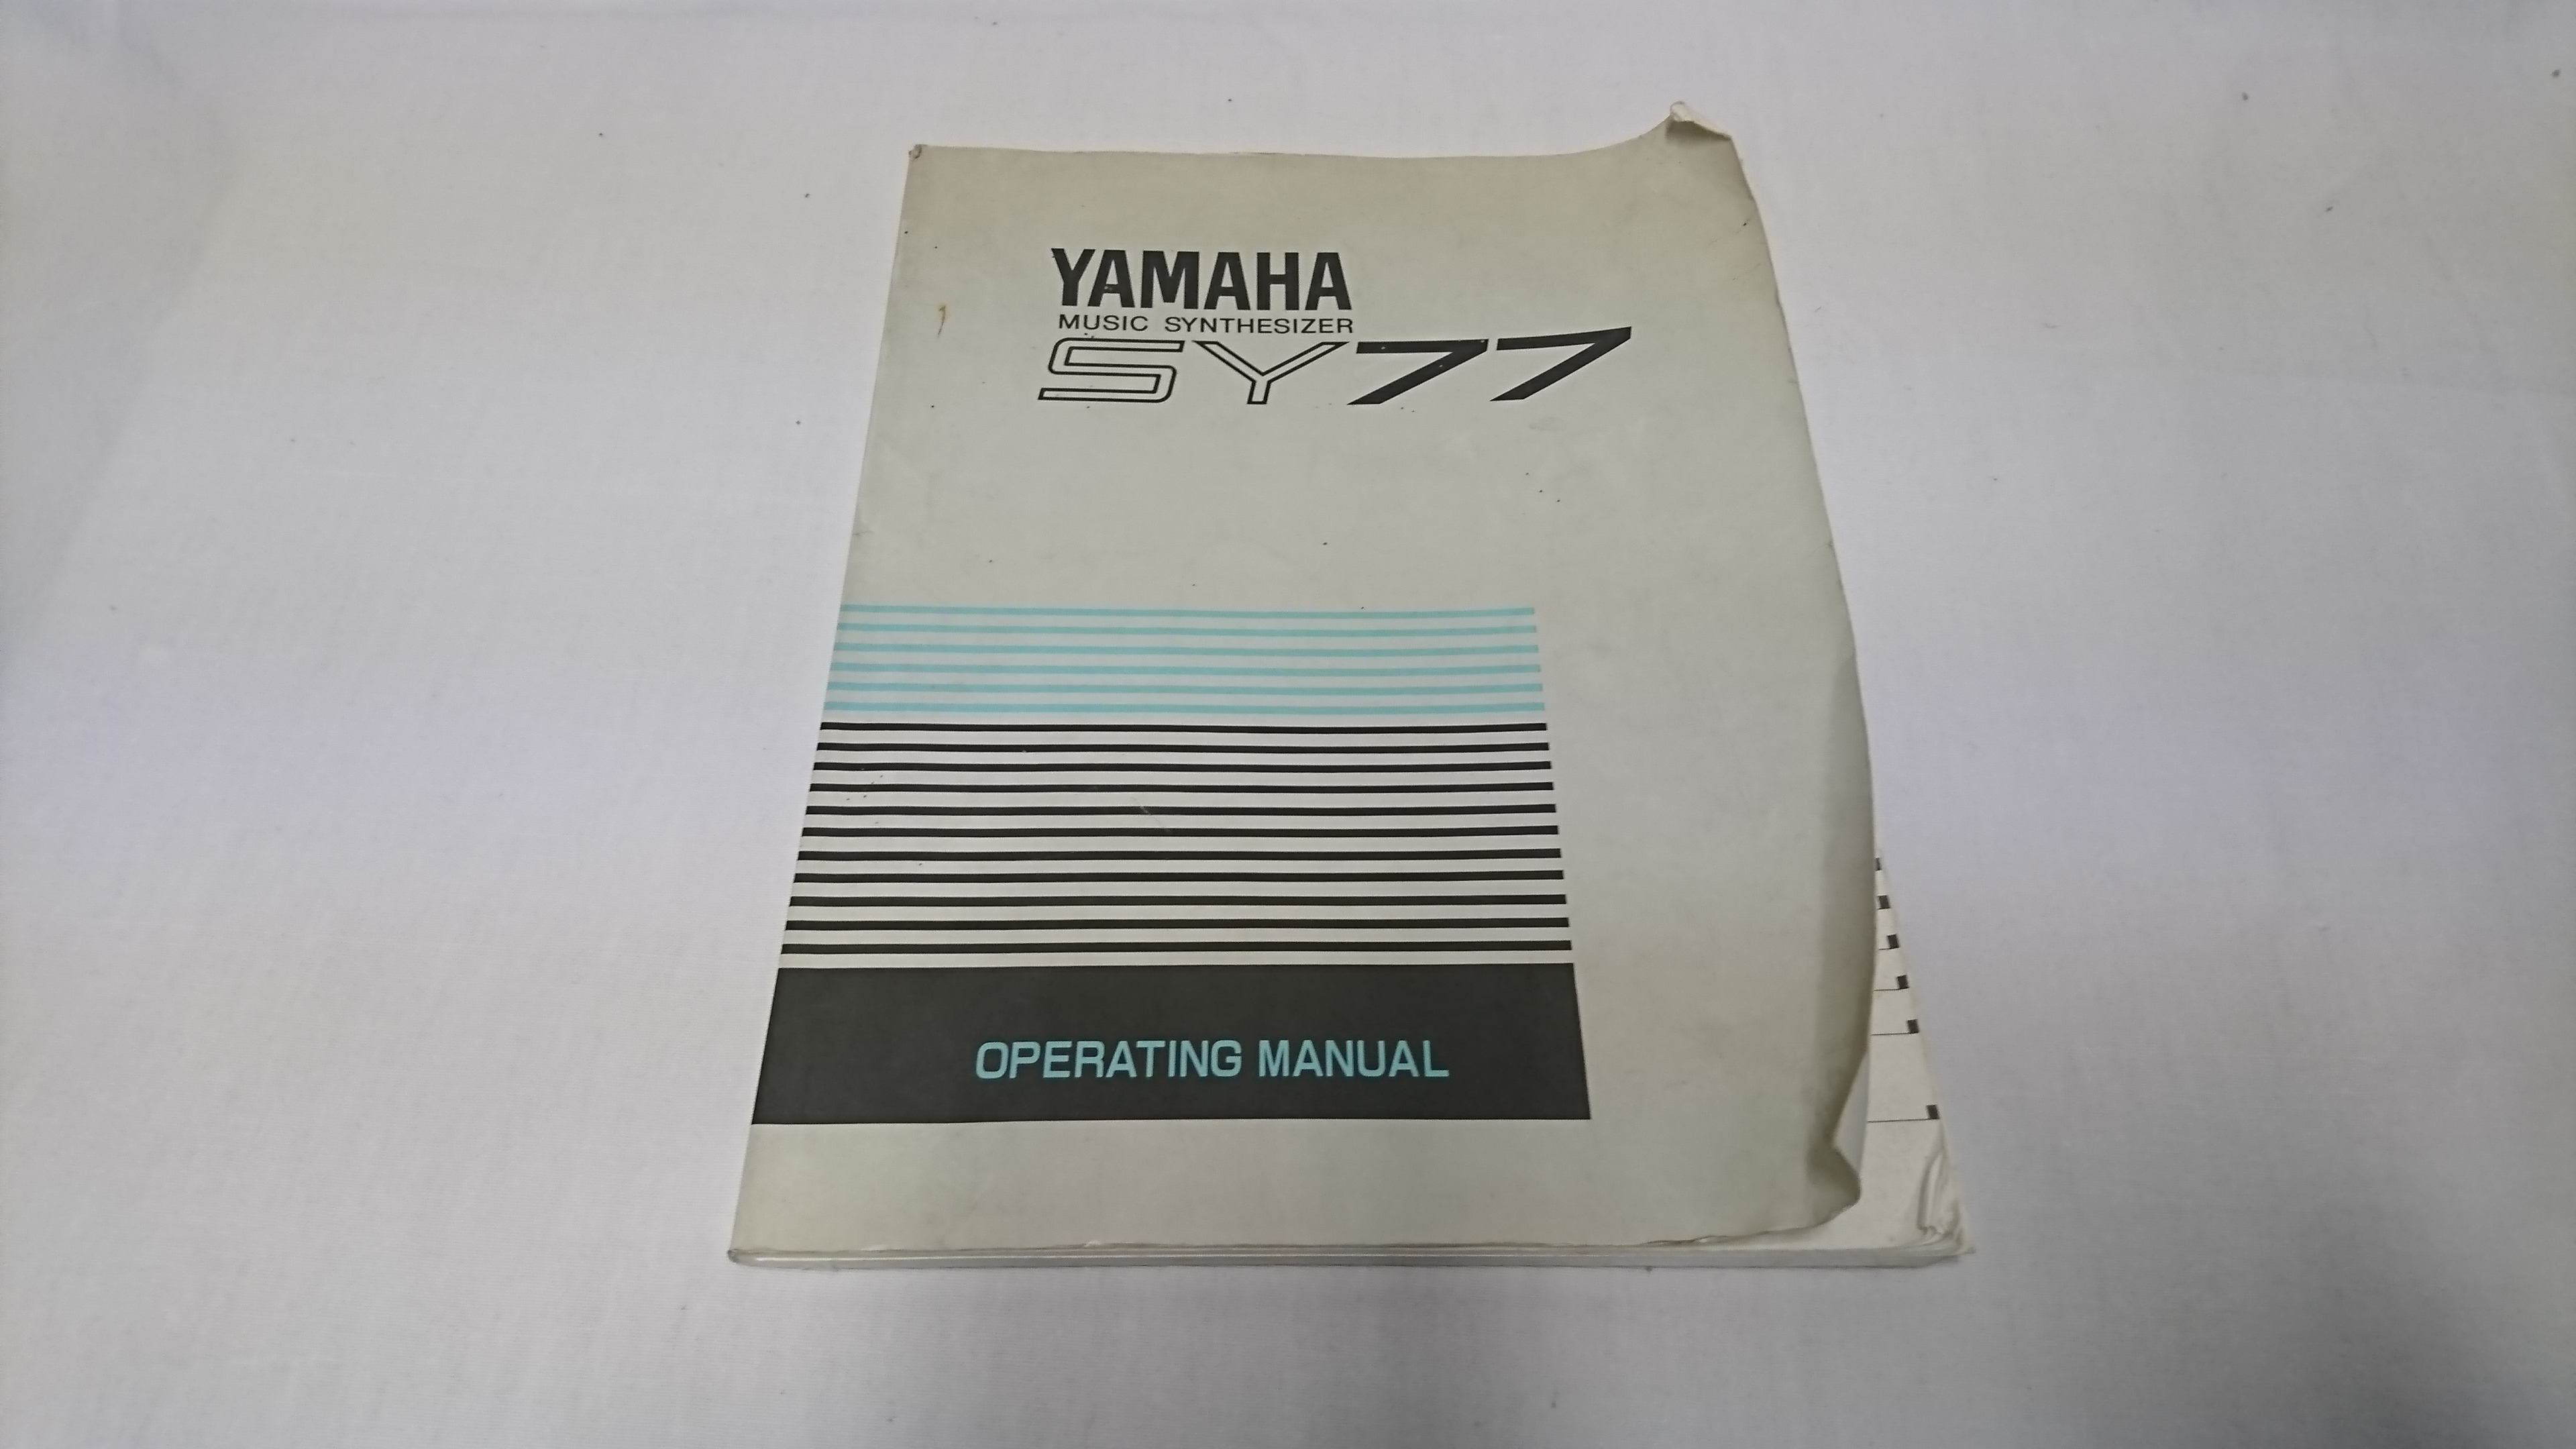 YAMAHA
MUSIC SYNTHESIZER
SY77
OPERATING MANUAL